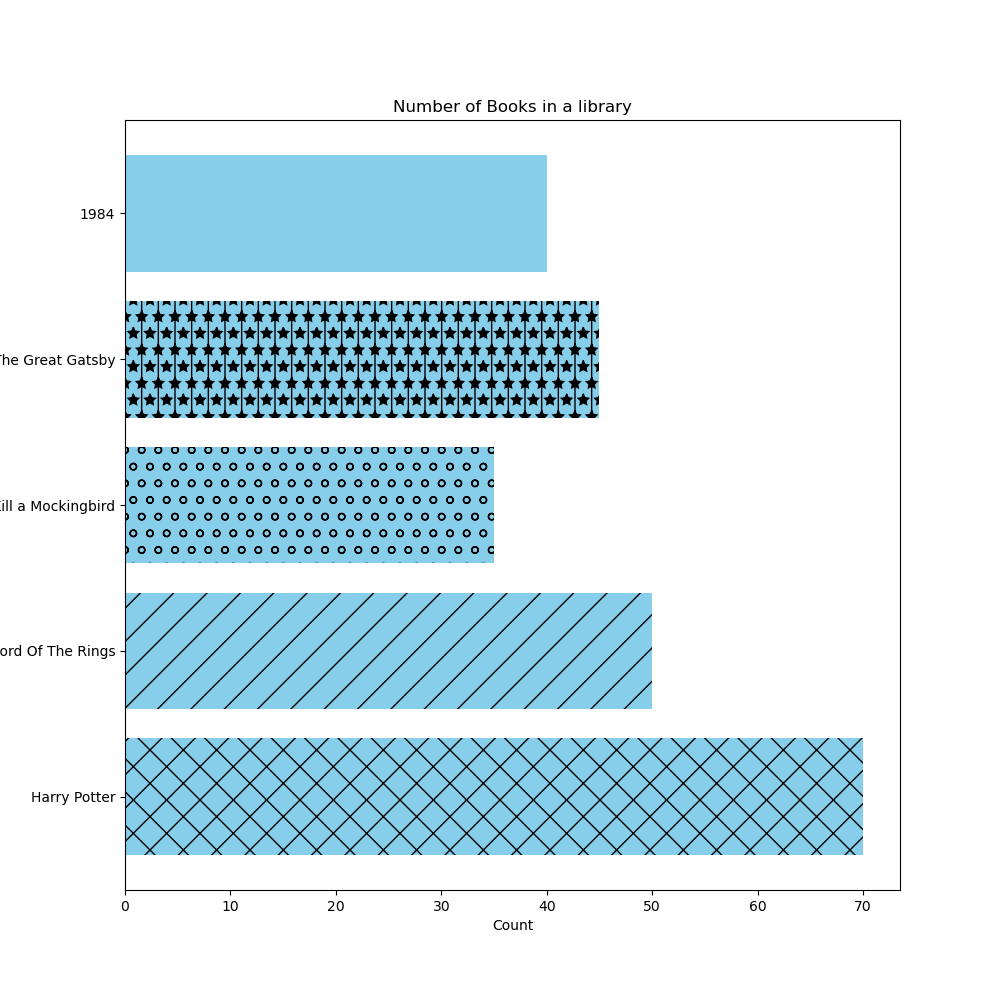 Number of Books in a library
1984
The Great Gatsby
ill a Mockingbird
ord Of The Rings
Harry Potter
0 10 20 30 40 50 60 70
Count